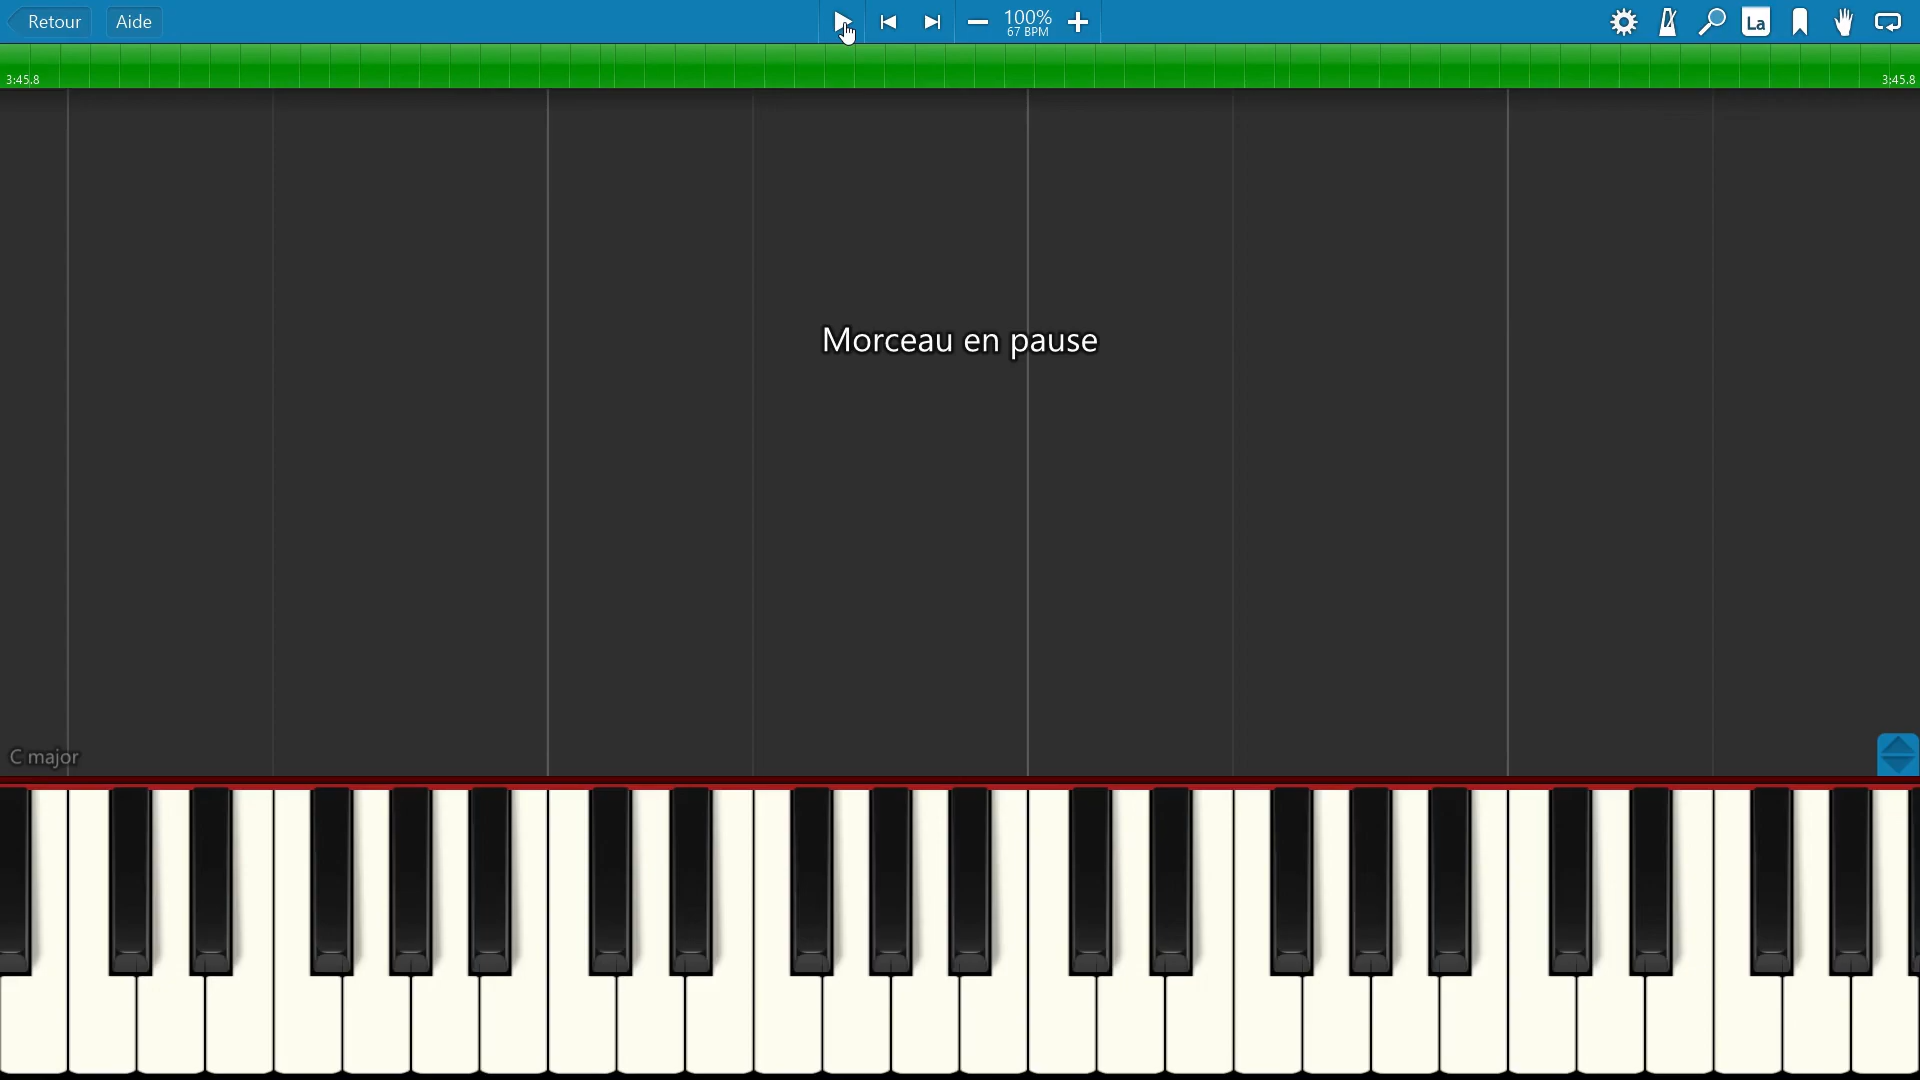 Retour
Aide
100%
67 BPM
La
3:45.8
3:45.8
Morceau en pause
C major